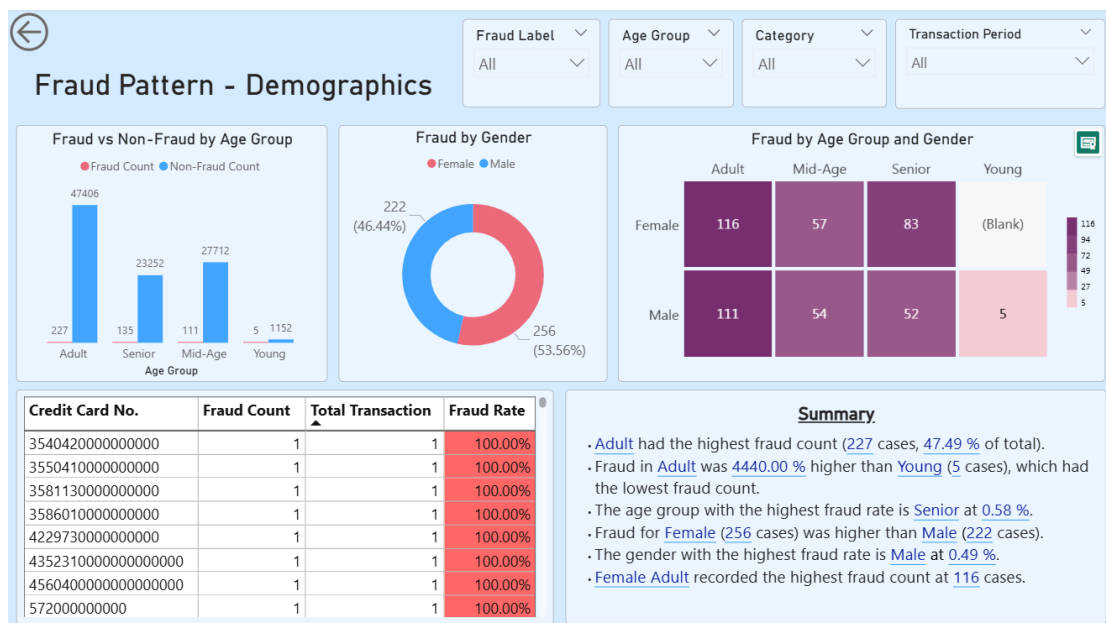 Fraud Pattern - Demographics
Fraud Label
All
Age Group
All
Category
All
Transaction Period
All
Fraud vs Non-Fraud by Age Group
Fraud Count Non-Fraud Count
47406
23252
27712
227
135
111
5 1152
Adult Senior Mid-Age Young
Age Group
Fraud by Gender
Female Male
222
(46.44%)
256
(53.56%)
Fraud by Age Group and Gender
Adult Mid-Age Senior Young
Female 116 57 83 (Blank)
Male 111 54 52 5
116
94
72
49
27
5
Credit Card No. Fraud Count Total Transaction Fraud Rate
3540420000000000 1 1 100.00%
3550410000000000 1 1 100.00%
3581130000000000 1 1 100.00%
3586010000000000 1 1 100.00%
4229730000000000 1 1 100.00%
4352310000000000000 1 1 100.00%
4560400000000000000 1 1 100.00%
572000000000 1 1 100.00%
Summary
• Adult had the highest fraud count (227 cases, 47.49 % of total).
• Fraud in Adult was 4440.00 % higher than Young (5 cases), which had
the lowest fraud count.
• The age group with the highest fraud rate is Senior at 0.58 %.
• Fraud for Female (256 cases) was higher than Male (222 cases).
• The gender with the highest fraud rate is Male at 0.49 %.
• Female Adult recorded the highest fraud count at 116 cases.